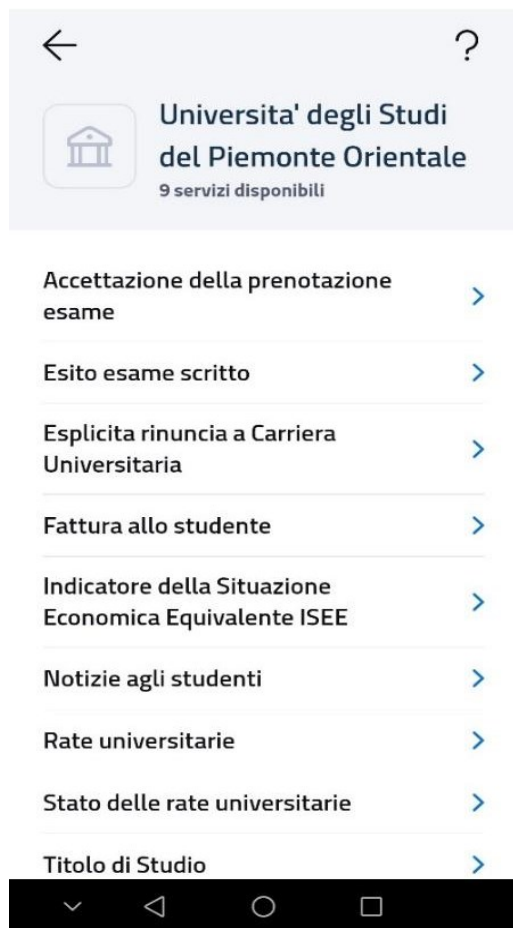 ?
Universita' degli Studi
del Piemonte Orientale
9 servizi disponibili
Accettazione della prenotazione
esame
Esito esame scritto
Esplicita rinuncia a Carriera
Universitaria
Fattura allo studente
Indicatore della Situazione
Economica Equivalente ISEE
Notizie agli studenti
Rate universitarie
Stato delle rate universitarie
Titolo di Studio